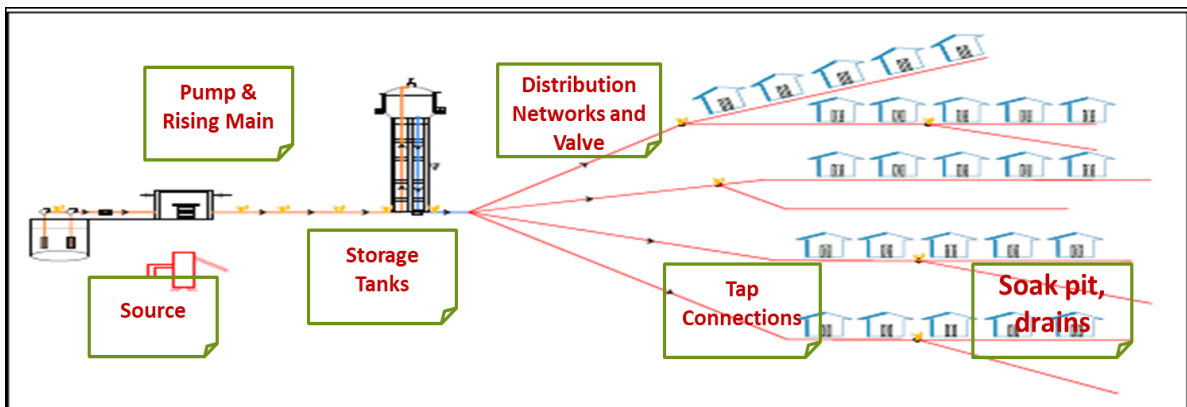 Pump &
Rising Main
Distribution
Networks and
Valve
Source
Storage
Tanks
Tap
Connections
Soak pit,
drains